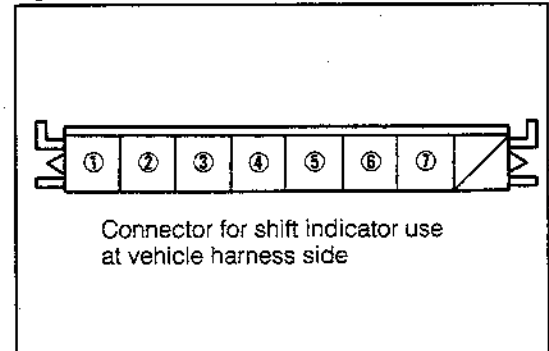 ① ② ③ ④ ⑤ ⑥ ⑦
Connector for shift indicator use
at vehicle harness side